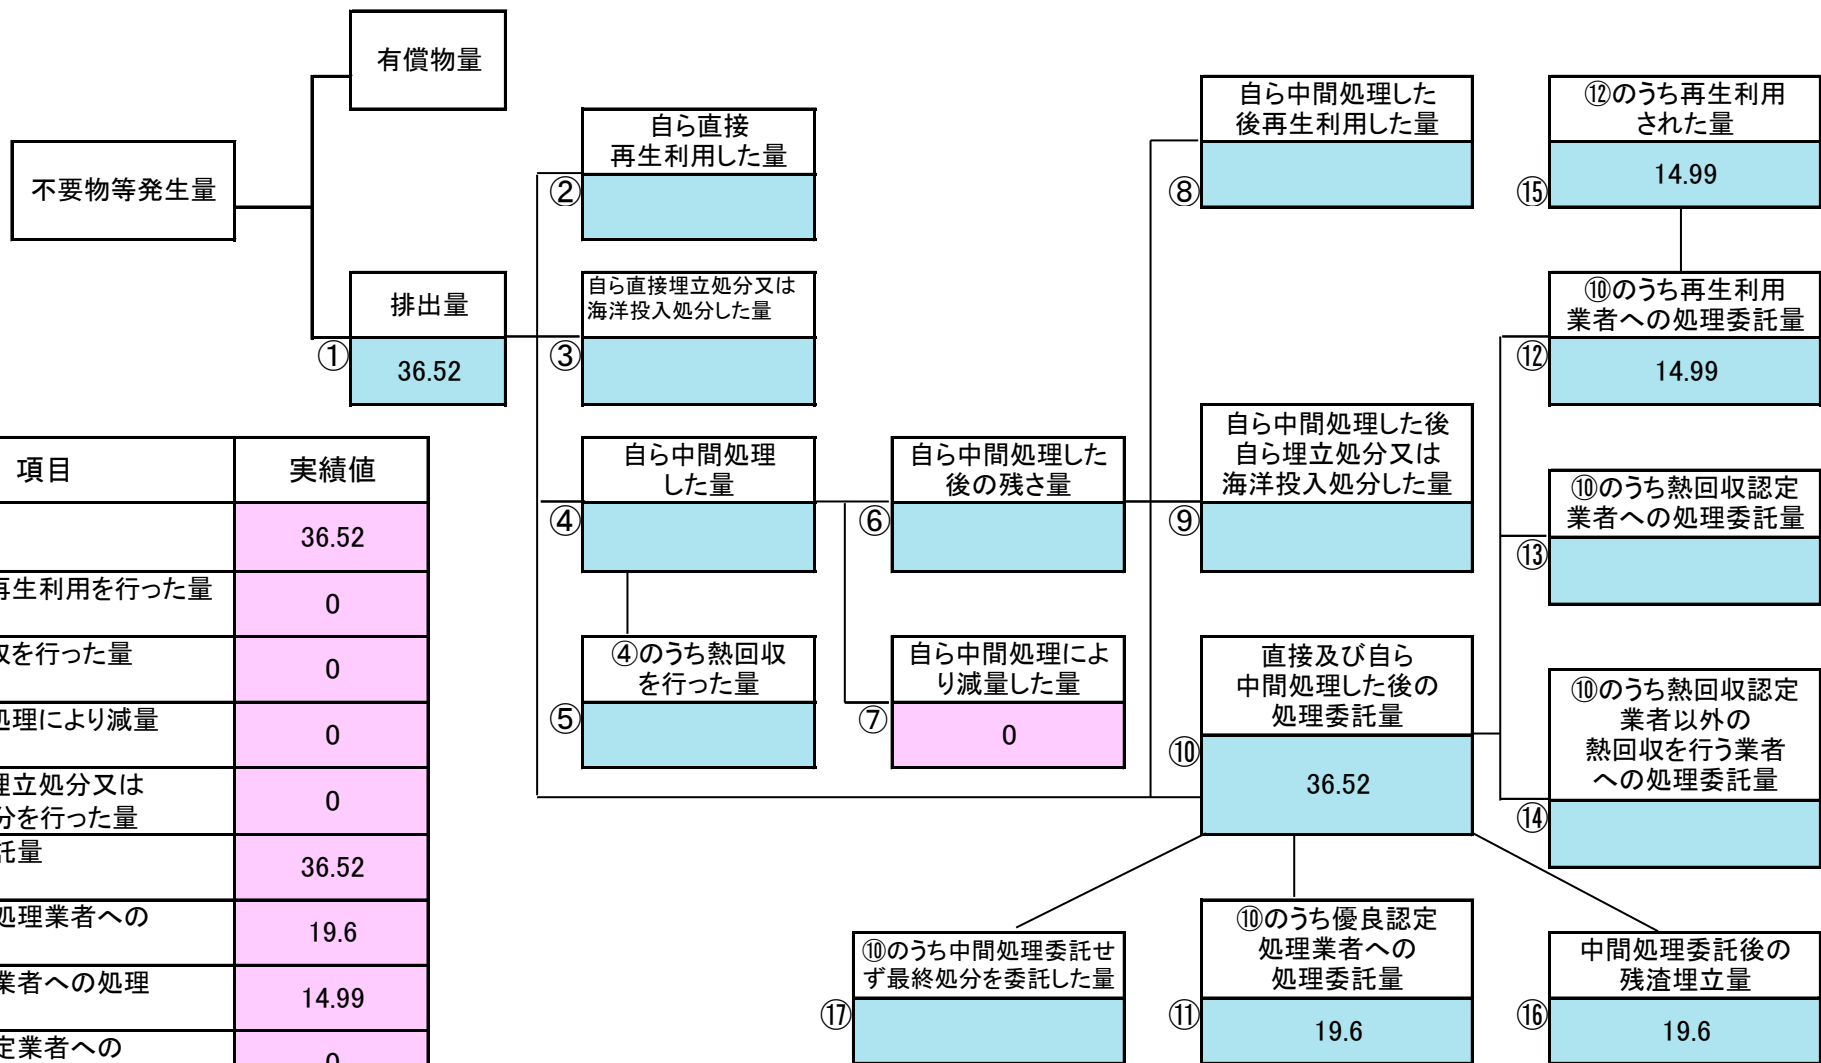 有償物量
不要物等発生量
排出量
①
36.52
自ら直接
再生利用した量
②
自ら直接埋立処分又は
海洋投入処分した量
③
自ら中間処理
した量
④
④のうち熱回収
を行った量
⑤
自ら中間処理した
後の残さ量
⑥
自ら中間処理によ
り減量した量
⑦
0
自ら中間処理した
後再生利用した量
⑧
自ら中間処理した後
自ら埋立処分又は
海洋投入処分した量
⑨
直接及び自ら
中間処理した後の
処理委託量
⑩
36.52
⑫のうち再生利用
された量
⑮
14.99
⑩のうち再生利用
業者への処理委託量
⑫
14.99
⑩のうち熱回収認定
業者への処理委託量
⑬
⑩のうち熱回収認定
業者以外の
熱回収を行う業者
への処理委託量
⑭
⑩のうち中間処理委託せ
ず最終処分を委託した量
⑰
⑩のうち優良認定
処理業者への
処理委託量
⑪
19.6
中間処理委託後の
残渣埋立量
⑯
19.6
項目 実績値
36.52
再生利用を行った量
0
を行った量
0
処理により減量
0
埋立処分又は
分を行った量
0
託量
36.52
処理業者への
19.6
業者への処理
14.99
定業者への
0